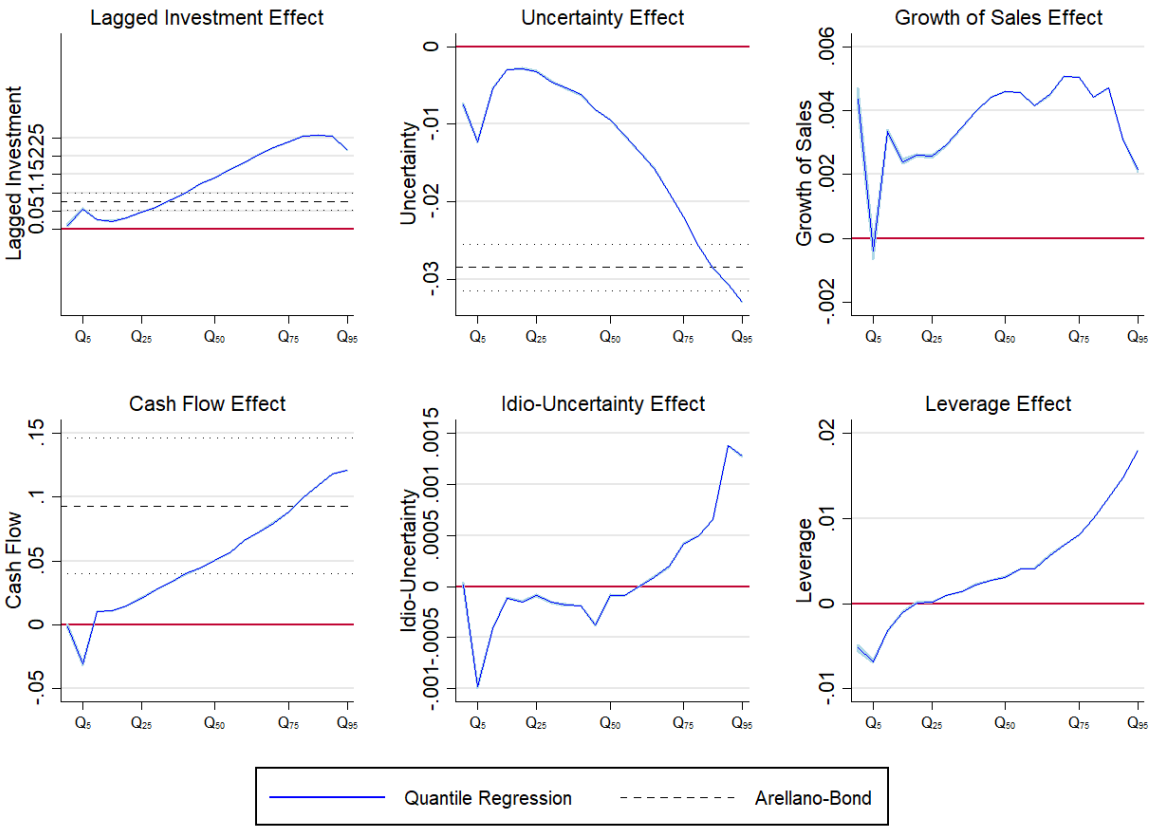 Lagged Investment Effect
Lagged Investment
0.051.15225
Q5 Q25 Q50 Q75 Q95
Uncertainty Effect
Uncertainty
0
-.01
-.02
-.03
Q5 Q25 Q50 Q75 Q95
Growth of Sales Effect
Growth of Sales
.006
.004
.002
0
-.002
Q5 Q25 Q50 Q75 Q95
Cash Flow Effect
Cash Flow
.15
.1
.05
0
-.05
Q5 Q25 Q50 Q75 Q95
Idio-Uncertainty Effect
Idio-Uncertainty
.0015
.001
.0005
0
-.0005
-.001
Q5 Q25 Q50 Q75 Q95
Leverage Effect
Leverage
.02
.01
0
-.01
Q5 Q25 Q50 Q75 Q95
Quantile Regression
Arellano-Bond